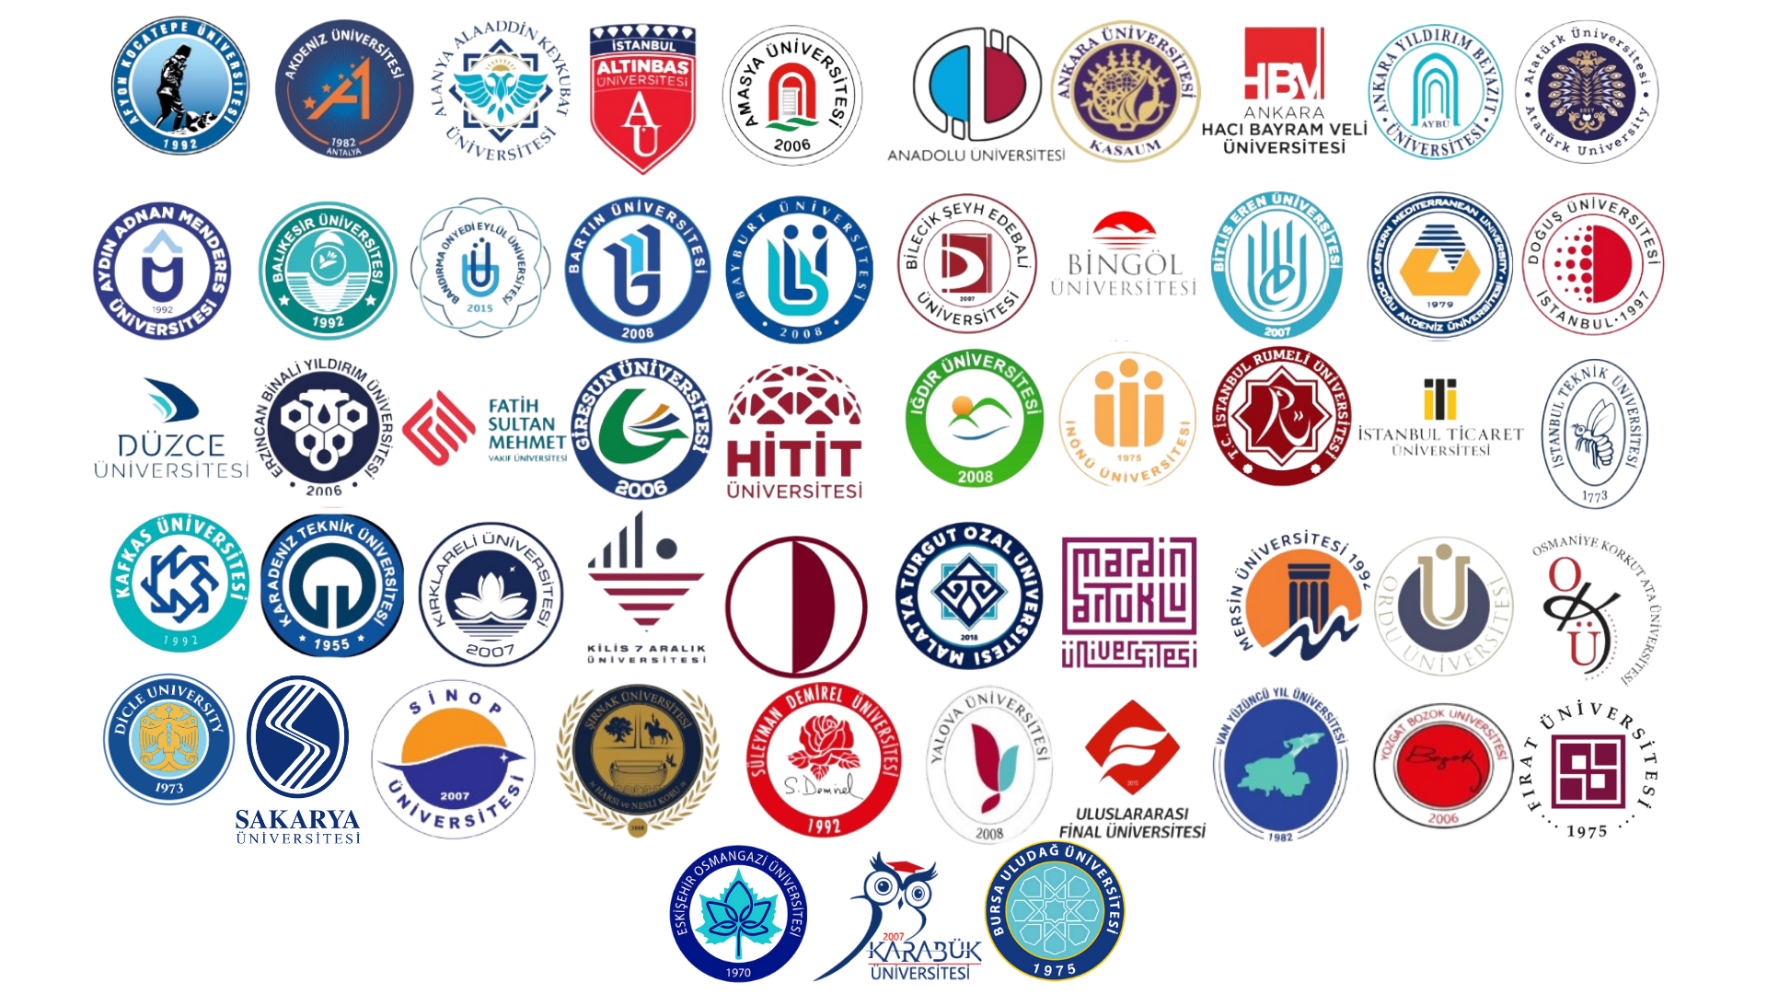 AFYON KOCATEPE ÜNİVERSİTESİ
1992
AKDENİZ ÜNİVERSİTESİ
1982
ANTALYA
ALANYA ALAADDİN KEYKUBAT ÜNİVERSİTESİ
İSTANBUL
ALTINBAŞ
ÜNİVERSİTESİ
AÜ
AMASYA ÜNİVERSİTESİ
2006
ANADOLU ÜNİVERSİTESİ
ANKARA ÜNİVERSİTESİ
KASAUM
HBV
ANKARA
HACI BAYRAM VELİ
ÜNİVERSİTESİ
ANKARA YILDIRIM BEYAZIT ÜNİVERSİTESİ
AYBÜ
Atatürk Üniversitesi
1957
Atatürk University
AYDIN ADNAN MENDERES ÜNİVERSİTESİ
1992
BALIKESİR ÜNİVERSİTESİ
1992
BANDIRMA ONYEDİ EYLÜL ÜNİVERSİTESİ
2015
BARTIN ÜNİVERSİTESİ
2008
BAYBURT ÜNİVERSİTESİ
2008
BİLECİK ŞEYH EDEBALİ
2007
ÜNİVERSİTESİ
BİNGÖL
ÜNİVERSİTESİ
BİTLİS EREN ÜNİVERSİTESİ
2007
EASTERN MEDITERRANEAN UNIVERSITY
1979
DOĞU AKDENİZ ÜNİVERSİTESİ
DOĞUŞ ÜNİVERSİTESİ
İSTANBUL·1997
DÜZCE
ÜNİVERSİTESİ
ERZİNCAN BİNALİ YILDIRIM ÜNİVERSİTESİ
2006
FATİH
SULTAN
MEHMET
VAKIF ÜNİVERSİTESİ
GİRESUN ÜNİVERSİTESİ
2006
HİTİT
ÜNİVERSİTESİ
IĞDIR ÜNİVERSİTESİ
2008
1975
İNÖNÜ ÜNİVERSİTESİ
T.C. İSTANBUL RUMELİ ÜNİVERSİTESİ
İSTANBUL TİCARET
ÜNİVERSİTESİ
İSTANBUL TEKNİK ÜNİVERSİTESİ
1773
KAFKAS ÜNİVERSİTESİ
1992
KARADENİZ TEKNİK ÜNİVERSİTESİ
1955
KIRKLARELİ ÜNİVERSİTESİ
2007
KİLİS 7 ARALIK
ÜNİVERSİTESİ
MALATYA TURGUT OZAL UNIVERSITESI
2018
mardin
artuklu
üniversitesi
MERSİN ÜNİVERSİTESİ 1992
ORDU ÜNİVERSİTESİ
OSMANİYE KORKUT ATA ÜNİVERSİTESİ
OKÜ
DİCLE UNIVERSITY
1973
SAKARYA
ÜNİVERSİTESİ
SİNOP
2007
ÜNİVERSİTESİ
ŞIRNAK ÜNİVERSİTESİ
HARSI ve NESLİ KORU
2008
SÜLEYMAN DEMİREL ÜNİVERSİTESİ
S. Demirel
1992
YALOVA ÜNİVERSİTESİ
2008
2015
ULUSLARARASI
FİNAL ÜNİVERSİTESİ
VAN YÜZÜNCÜ YIL ÜNİVERSİTESİ
1982
YOZGAT BOZOK UNIVERSITESI
Bozok
2006
FIRAT ÜNİVERSİTESİ
1975
ESKİŞEHİR OSMANGAZİ ÜNİVERSİTESİ
1970
2007
KARABÜK
ÜNİVERSİTESİ
BURSA ULUDAĞ ÜNİVERSİTESİ
1975